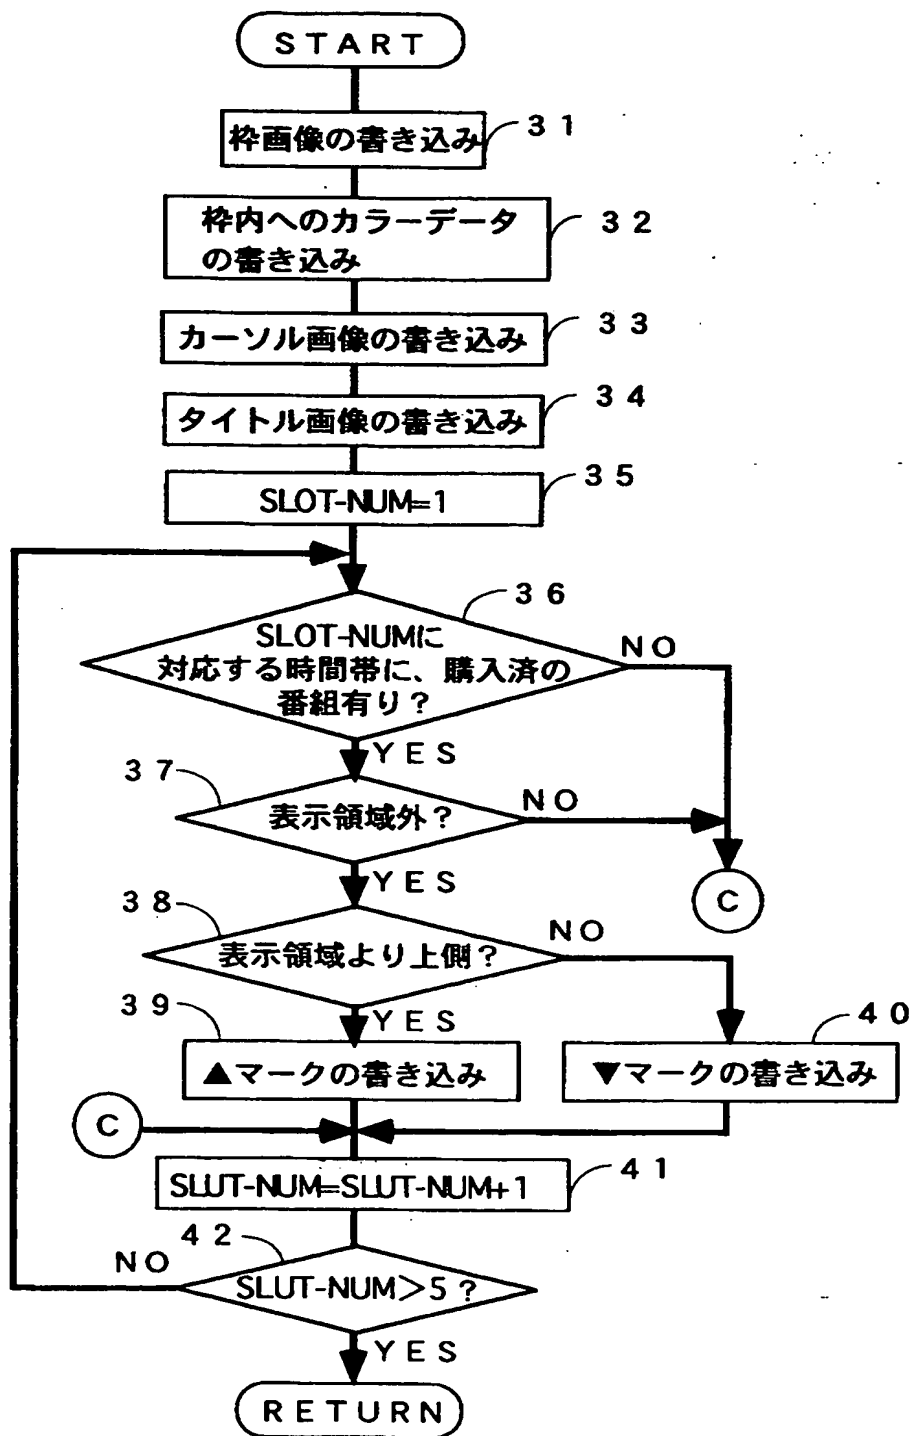 START
枠画像の書き込み
31
枠内へのカラーデータ
の書き込み
32
カーソル画像の書き込み
33
タイトル画像の書き込み
34
SLOT-NUM=1
35
36
SLOT-NUMに
対応する時間帯に、購入済の
番組有り？
NO
YES
37
表示領域外？
NO
YES
C
38
表示領域より上側？
NO
YES
39
▲マークの書き込み
40
▼マークの書き込み
C
SLUT-NUM=SLUT-NUM+1
41
42
NO
SLUT-NUM>5？
YES
RETURN